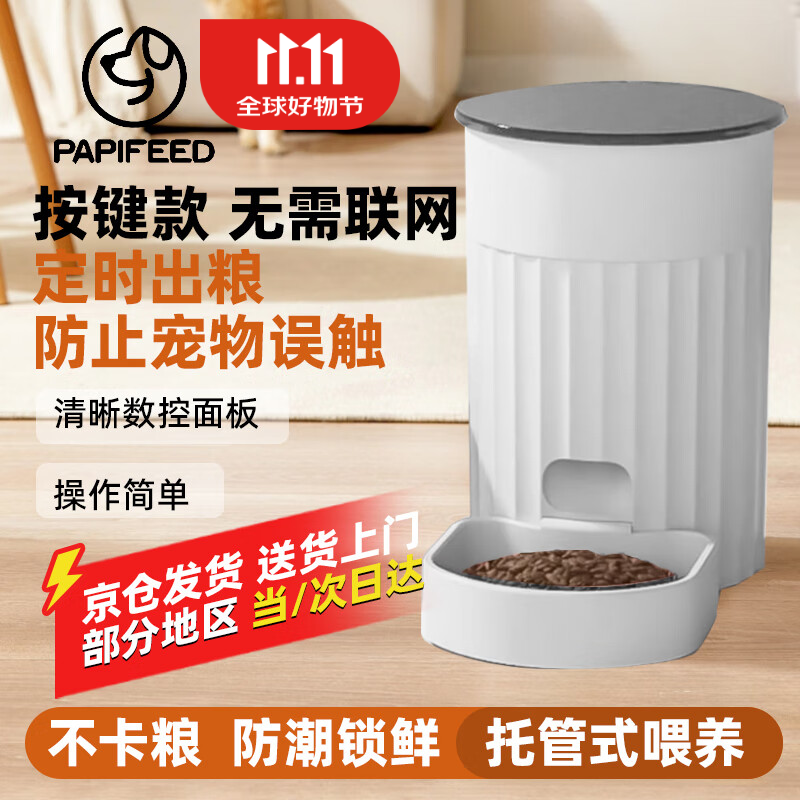 PAPIFEED
11.11
全球好物节
按键款 无需联网
定时出粮
防止宠物误触
清晰数控面板
操作简单
京仓发货 送货上门
部分地区 当/次日达
不卡粮 防潮锁鲜 托管式喂养